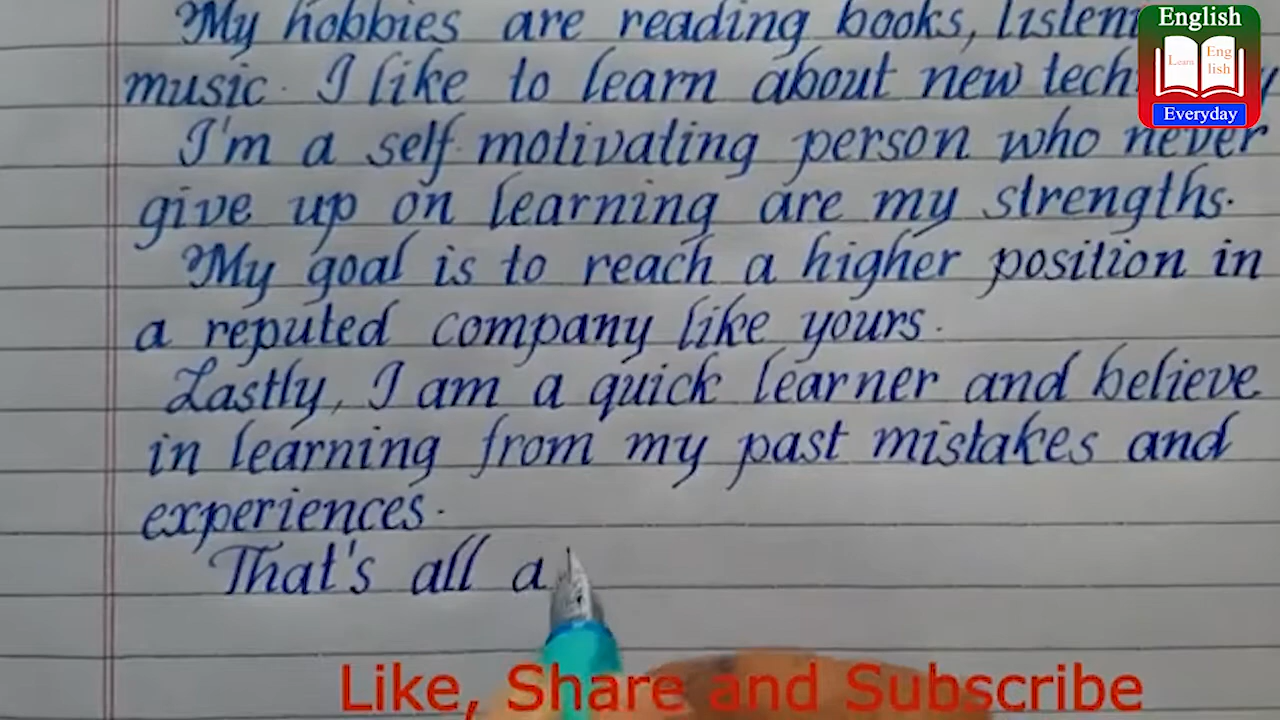 My hobbies are reading books,
music. I like to learn about new
I'm a self motivating person who never
give up on learning are my strengths.
My goal is to reach a higher position in
a reputed company like yours.
Lastly, I am a quick learner and believe
in learning from my past mistakes and
experiences.
That's all a
English
Learn
Eng
lish
Everyday
Like, Share and Subscribe